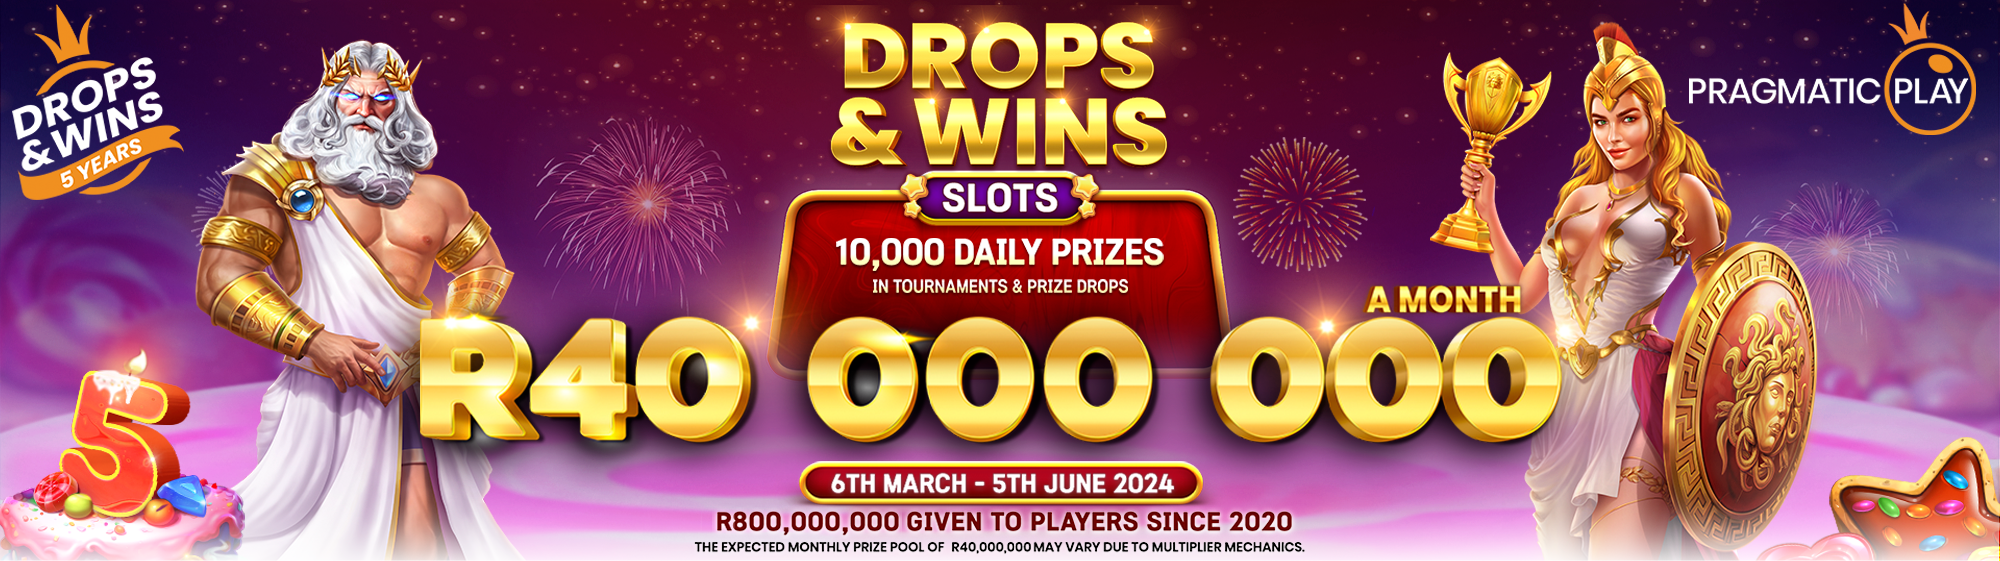 DROPS
& WINS
5 YEARS
DROPS
& WINS
SLOTS
10,000 DAILY PRIZES
IN TOURNAMENTS & PRIZE DROPS
R40 000 000
A MONTH
PRAGMATIC PLAY
5
6TH MARCH - 5TH JUNE 2024
R800,000,000 GIVEN TO PLAYERS SINCE 2020
THE EXPECTED MONTHLY PRIZE POOL OF R40,000,000 MAY VARY DUE TO MULTIPLIER MECHANICS.